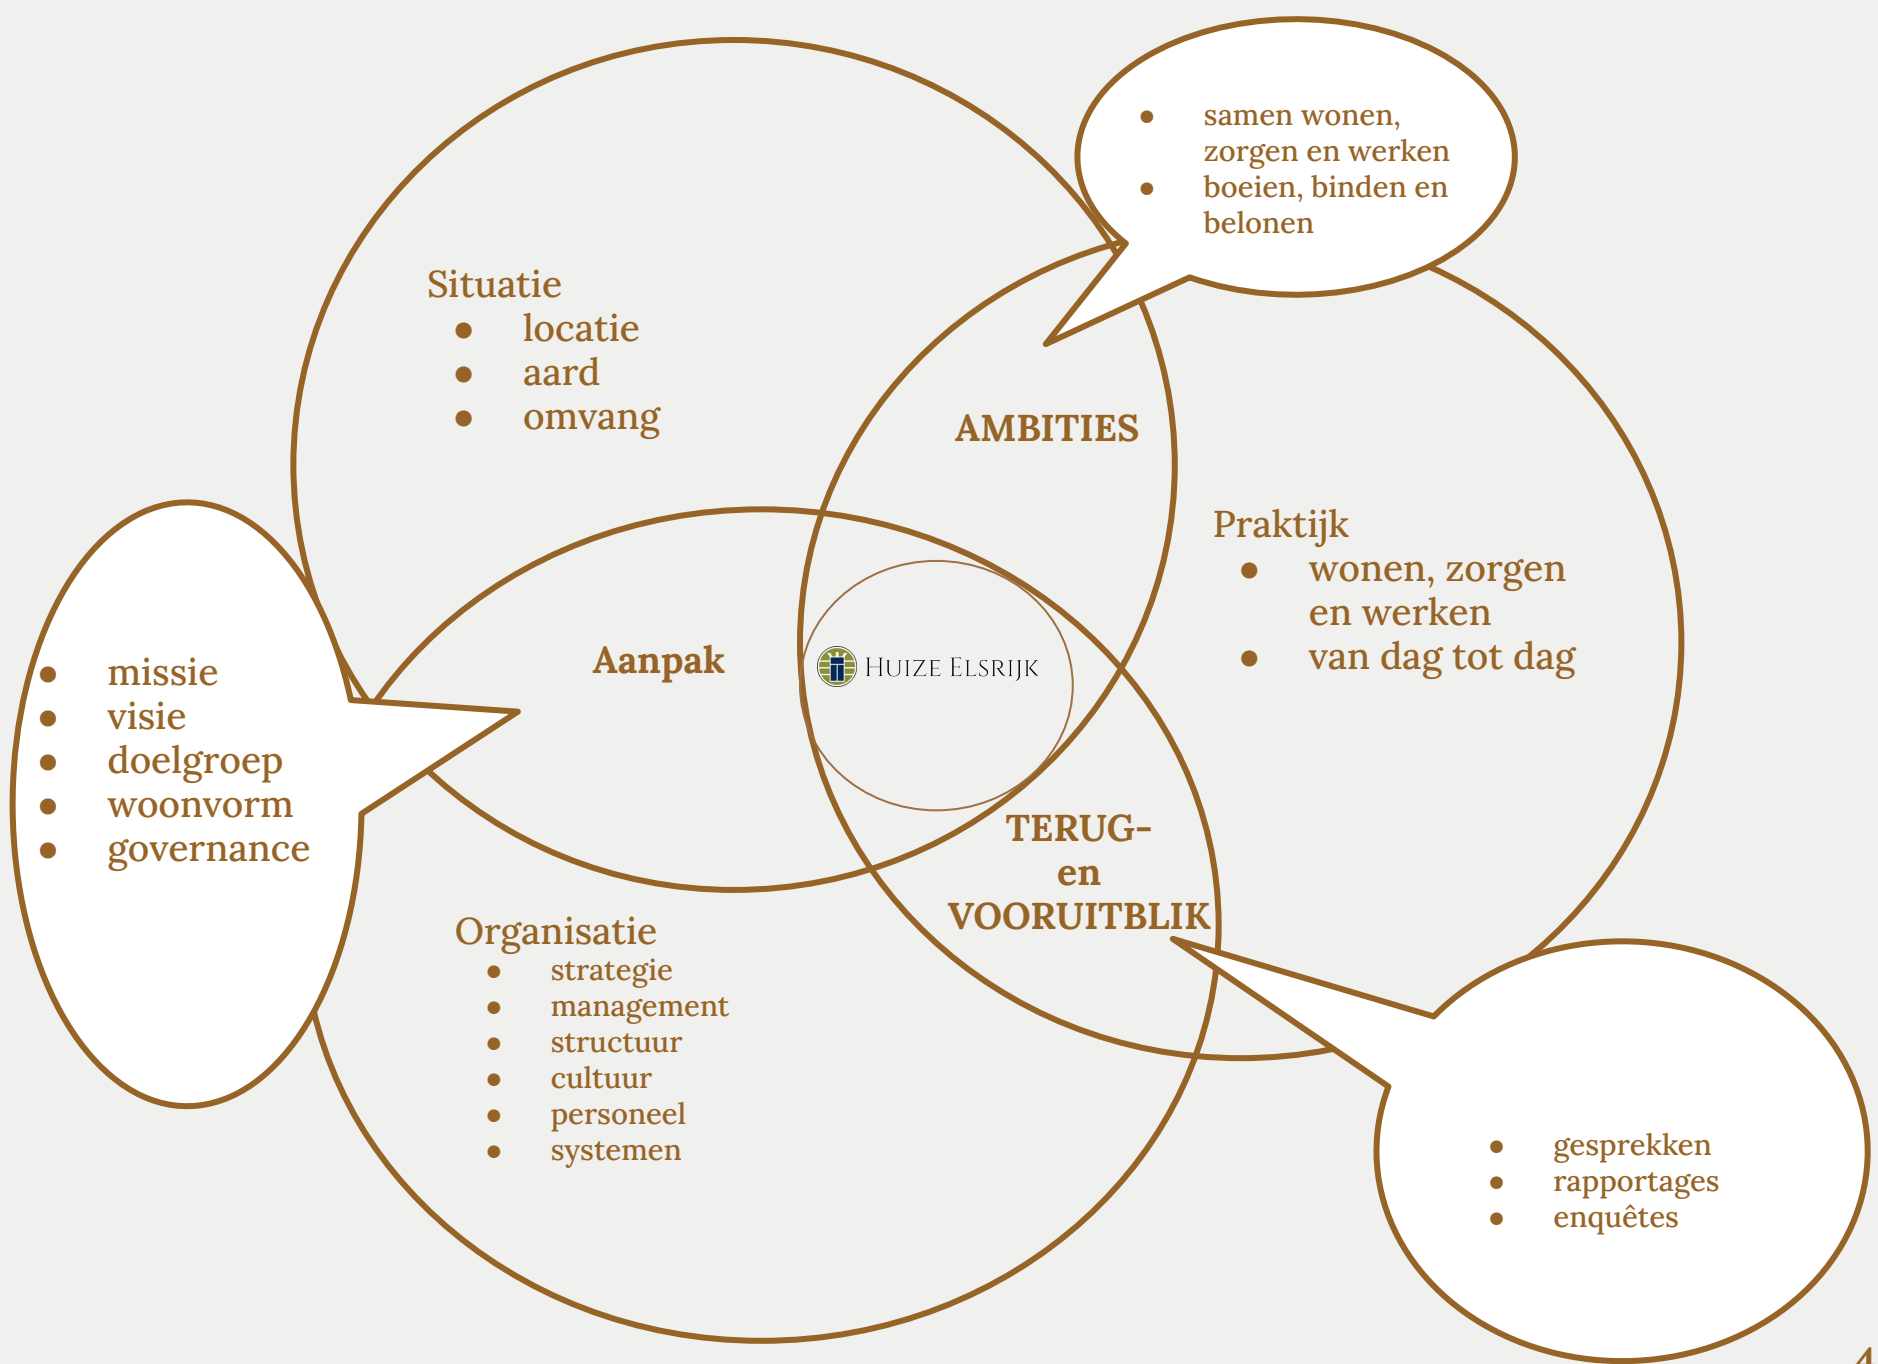 ● samen wonen,
zorgen en werken
● boeien, binden en
belonen
Situatie
● locatie
● aard
● omvang
AMBITIES
Praktijk
● wonen, zorgen
en werken
● van dag tot dag
Aanpak
HUIZE ELSRIJK
● missie
● visie
● doelgroep
● woonvorm
● governance
TERUG-
en
VOORUITBLIK
Organisatie
● strategie
● management
● structuur
● cultuur
● personeel
● systemen
● gesprekken
● rapportages
● enquêtes
4